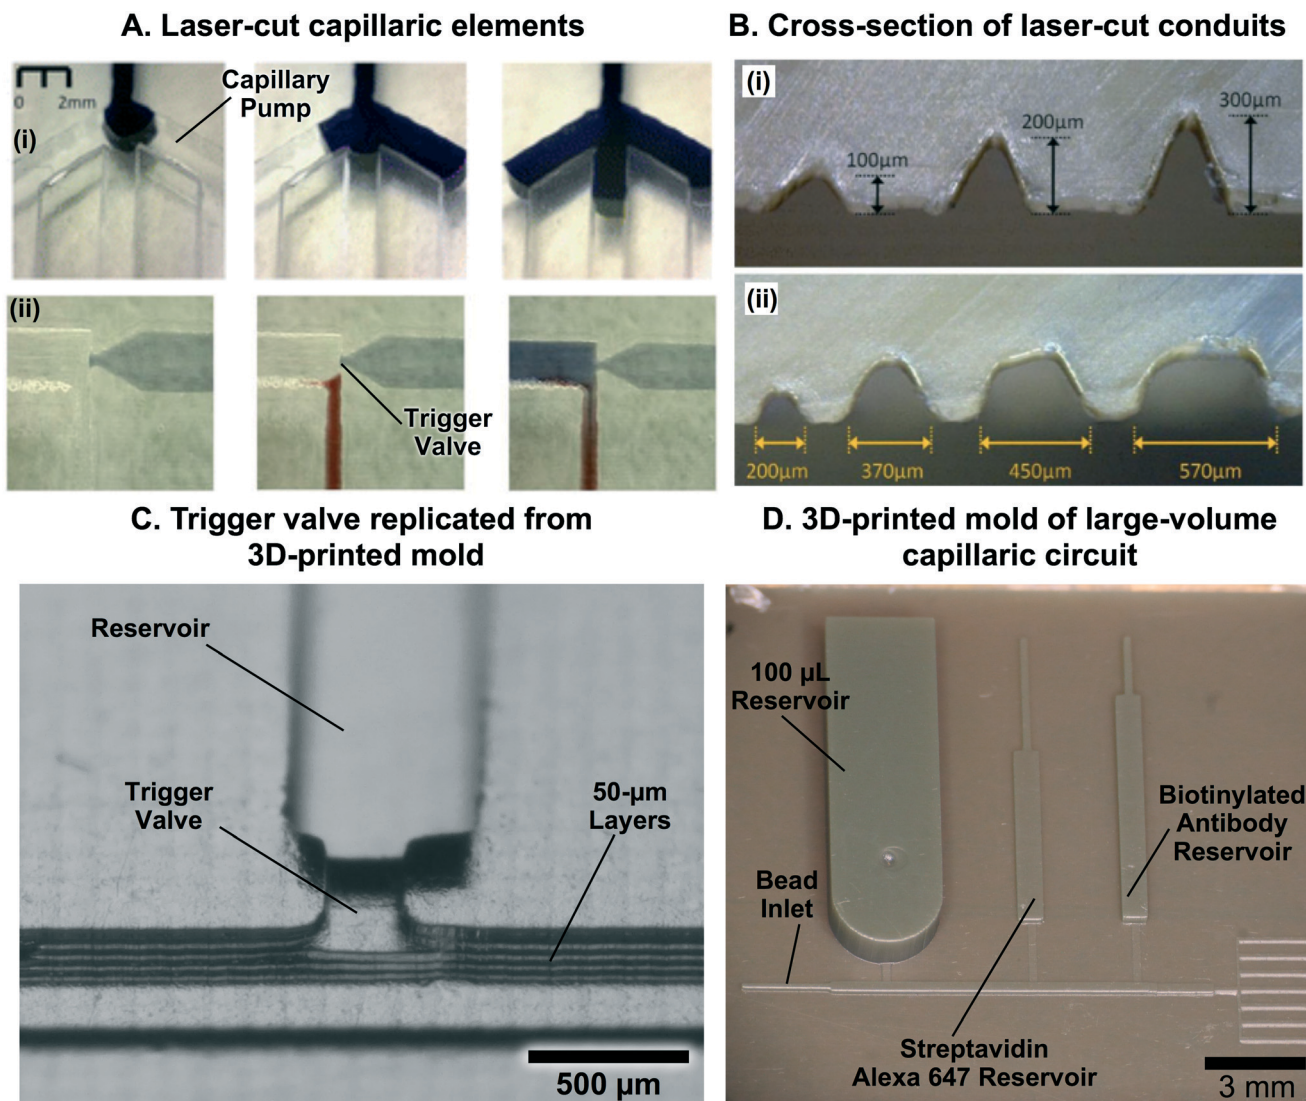 A. Laser-cut capillaric elements
B. Cross-section of laser-cut conduits
0 2mm
(i)
Capillary
Pump
(ii)
Trigger
Valve
(i)
100µm
200µm
300µm
(ii)
200µm
370µm
450µm
570µm
C. Trigger valve replicated from
3D-printed mold
D. 3D-printed mold of large-volume
capillaric circuit
Reservoir
Trigger
Valve
50-µm
Layers
500 µm
100 µL
Reservoir
Biotinylated
Antibody
Reservoir
Bead
Inlet
Streptavidin
Alexa 647 Reservoir
3 mm